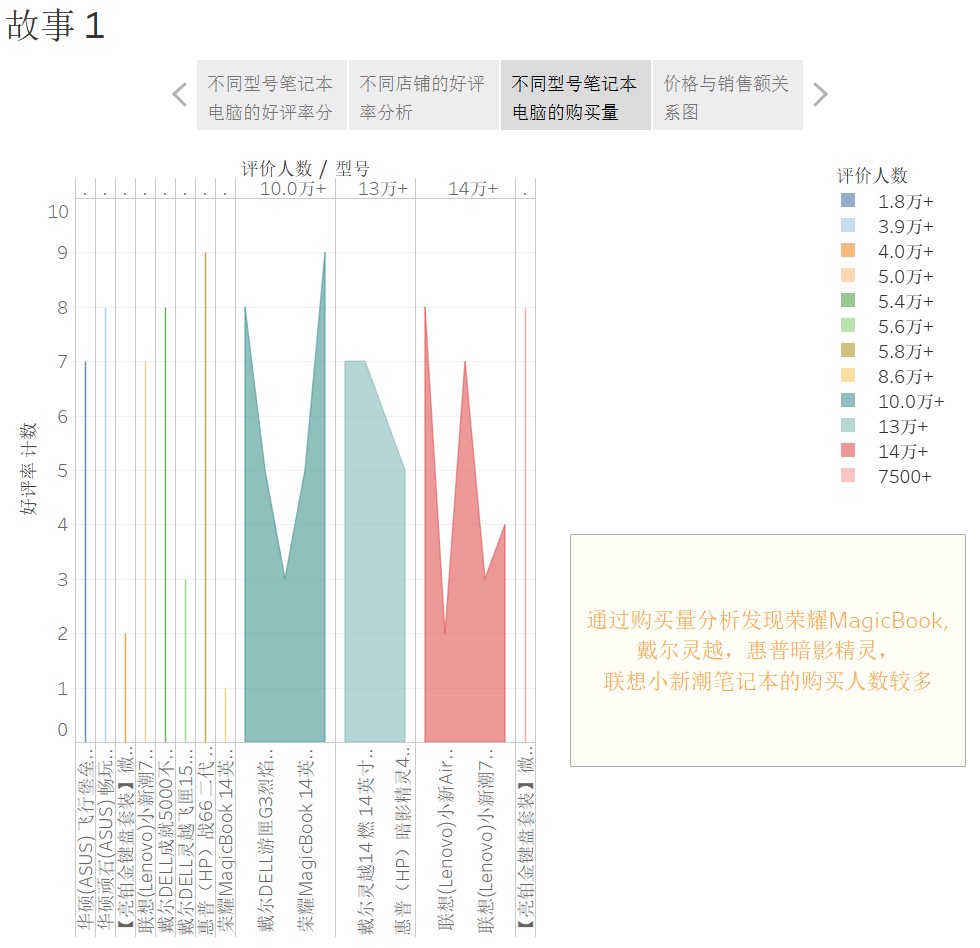 故事 1
不同型号笔记本
电脑的好评率分
不同店铺的好评
率分析
不同型号笔记本
电脑的购买量
价格与销售额关
系图
评价人数 / 型号
. . . . . . . . 10.0万+ 13万+ 14万+ .
10
9
8
7
6
5
4
3
2
1
0
好评率 计数
华硕(ASUS) 飞行堡垒..
华硕顽石(ASUS) 畅玩..
【亮铂金键盘套装】微..
联想(Lenovo)小新潮7..
戴尔DELL成就5000不..
戴尔DELL灵越飞匣15..
惠普（HP）战66 二代..
荣耀MagicBook 14英..
戴尔DELL游匣G3烈焰..
荣耀MagicBook 14英..
戴尔灵越14 燃 14英寸..
惠普（HP）暗影精灵4..
联想(Lenovo)小新Air..
联想(Lenovo)小新潮7..
【亮铂金键盘套装】微..
评价人数
1.8万+
3.9万+
4.0万+
5.0万+
5.4万+
5.6万+
5.8万+
8.6万+
10.0万+
13万+
14万+
7500+
通过购买量分析发现荣耀MagicBook,
戴尔灵越，惠普暗影精灵，
联想小新潮笔记本的购买人数较多